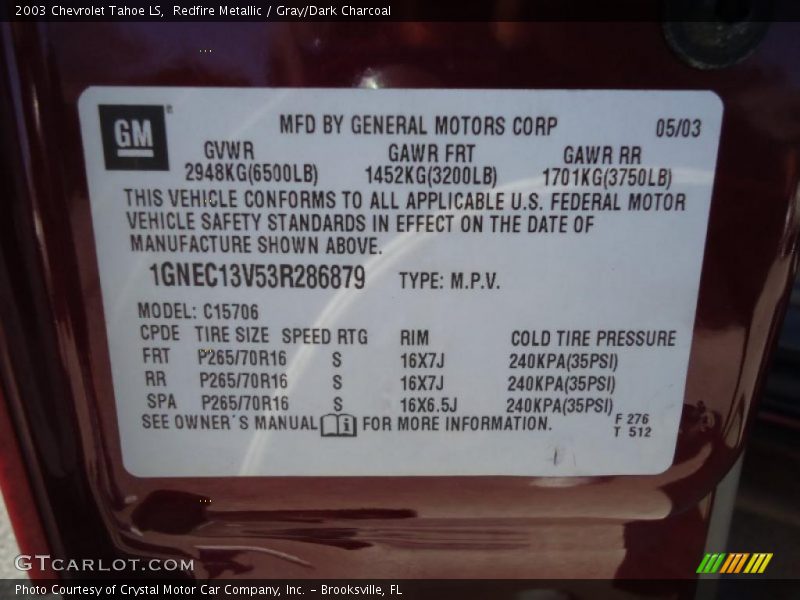 2003 Chevrolet Tahoe LS, Redfire Metallic / Gray/Dark Charcoal
GM ®
MFD BY GENERAL MOTORS CORP 05/03
GVWR GAWR FRT GAWR RR
2948KG(6500LB) 1452KG(3200LB) 1701KG(3750LB)
THIS VEHICLE CONFORMS TO ALL APPLICABLE U.S. FEDERAL MOTOR
VEHICLE SAFETY STANDARDS IN EFFECT ON THE DATE OF
MANUFACTURE SHOWN ABOVE.
1GNEC13V53R286879 TYPE: M.P.V.
MODEL: C15706
CPDE TIRE SIZE SPEED RTG RIM COLD TIRE PRESSURE
FRT P265/70R16 S 16X7J 240KPA(35PSI)
RR P265/70R16 S 16X7J 240KPA(35PSI)
SPA P265/70R16 S 16X6.5J 240KPA(35PSI)
SEE OWNER'S MANUAL i FOR MORE INFORMATION.
F 276
T 512
GTCARLOT.COM
Photo Courtesy of Crystal Motor Car Company, Inc. – Brooksville, FL